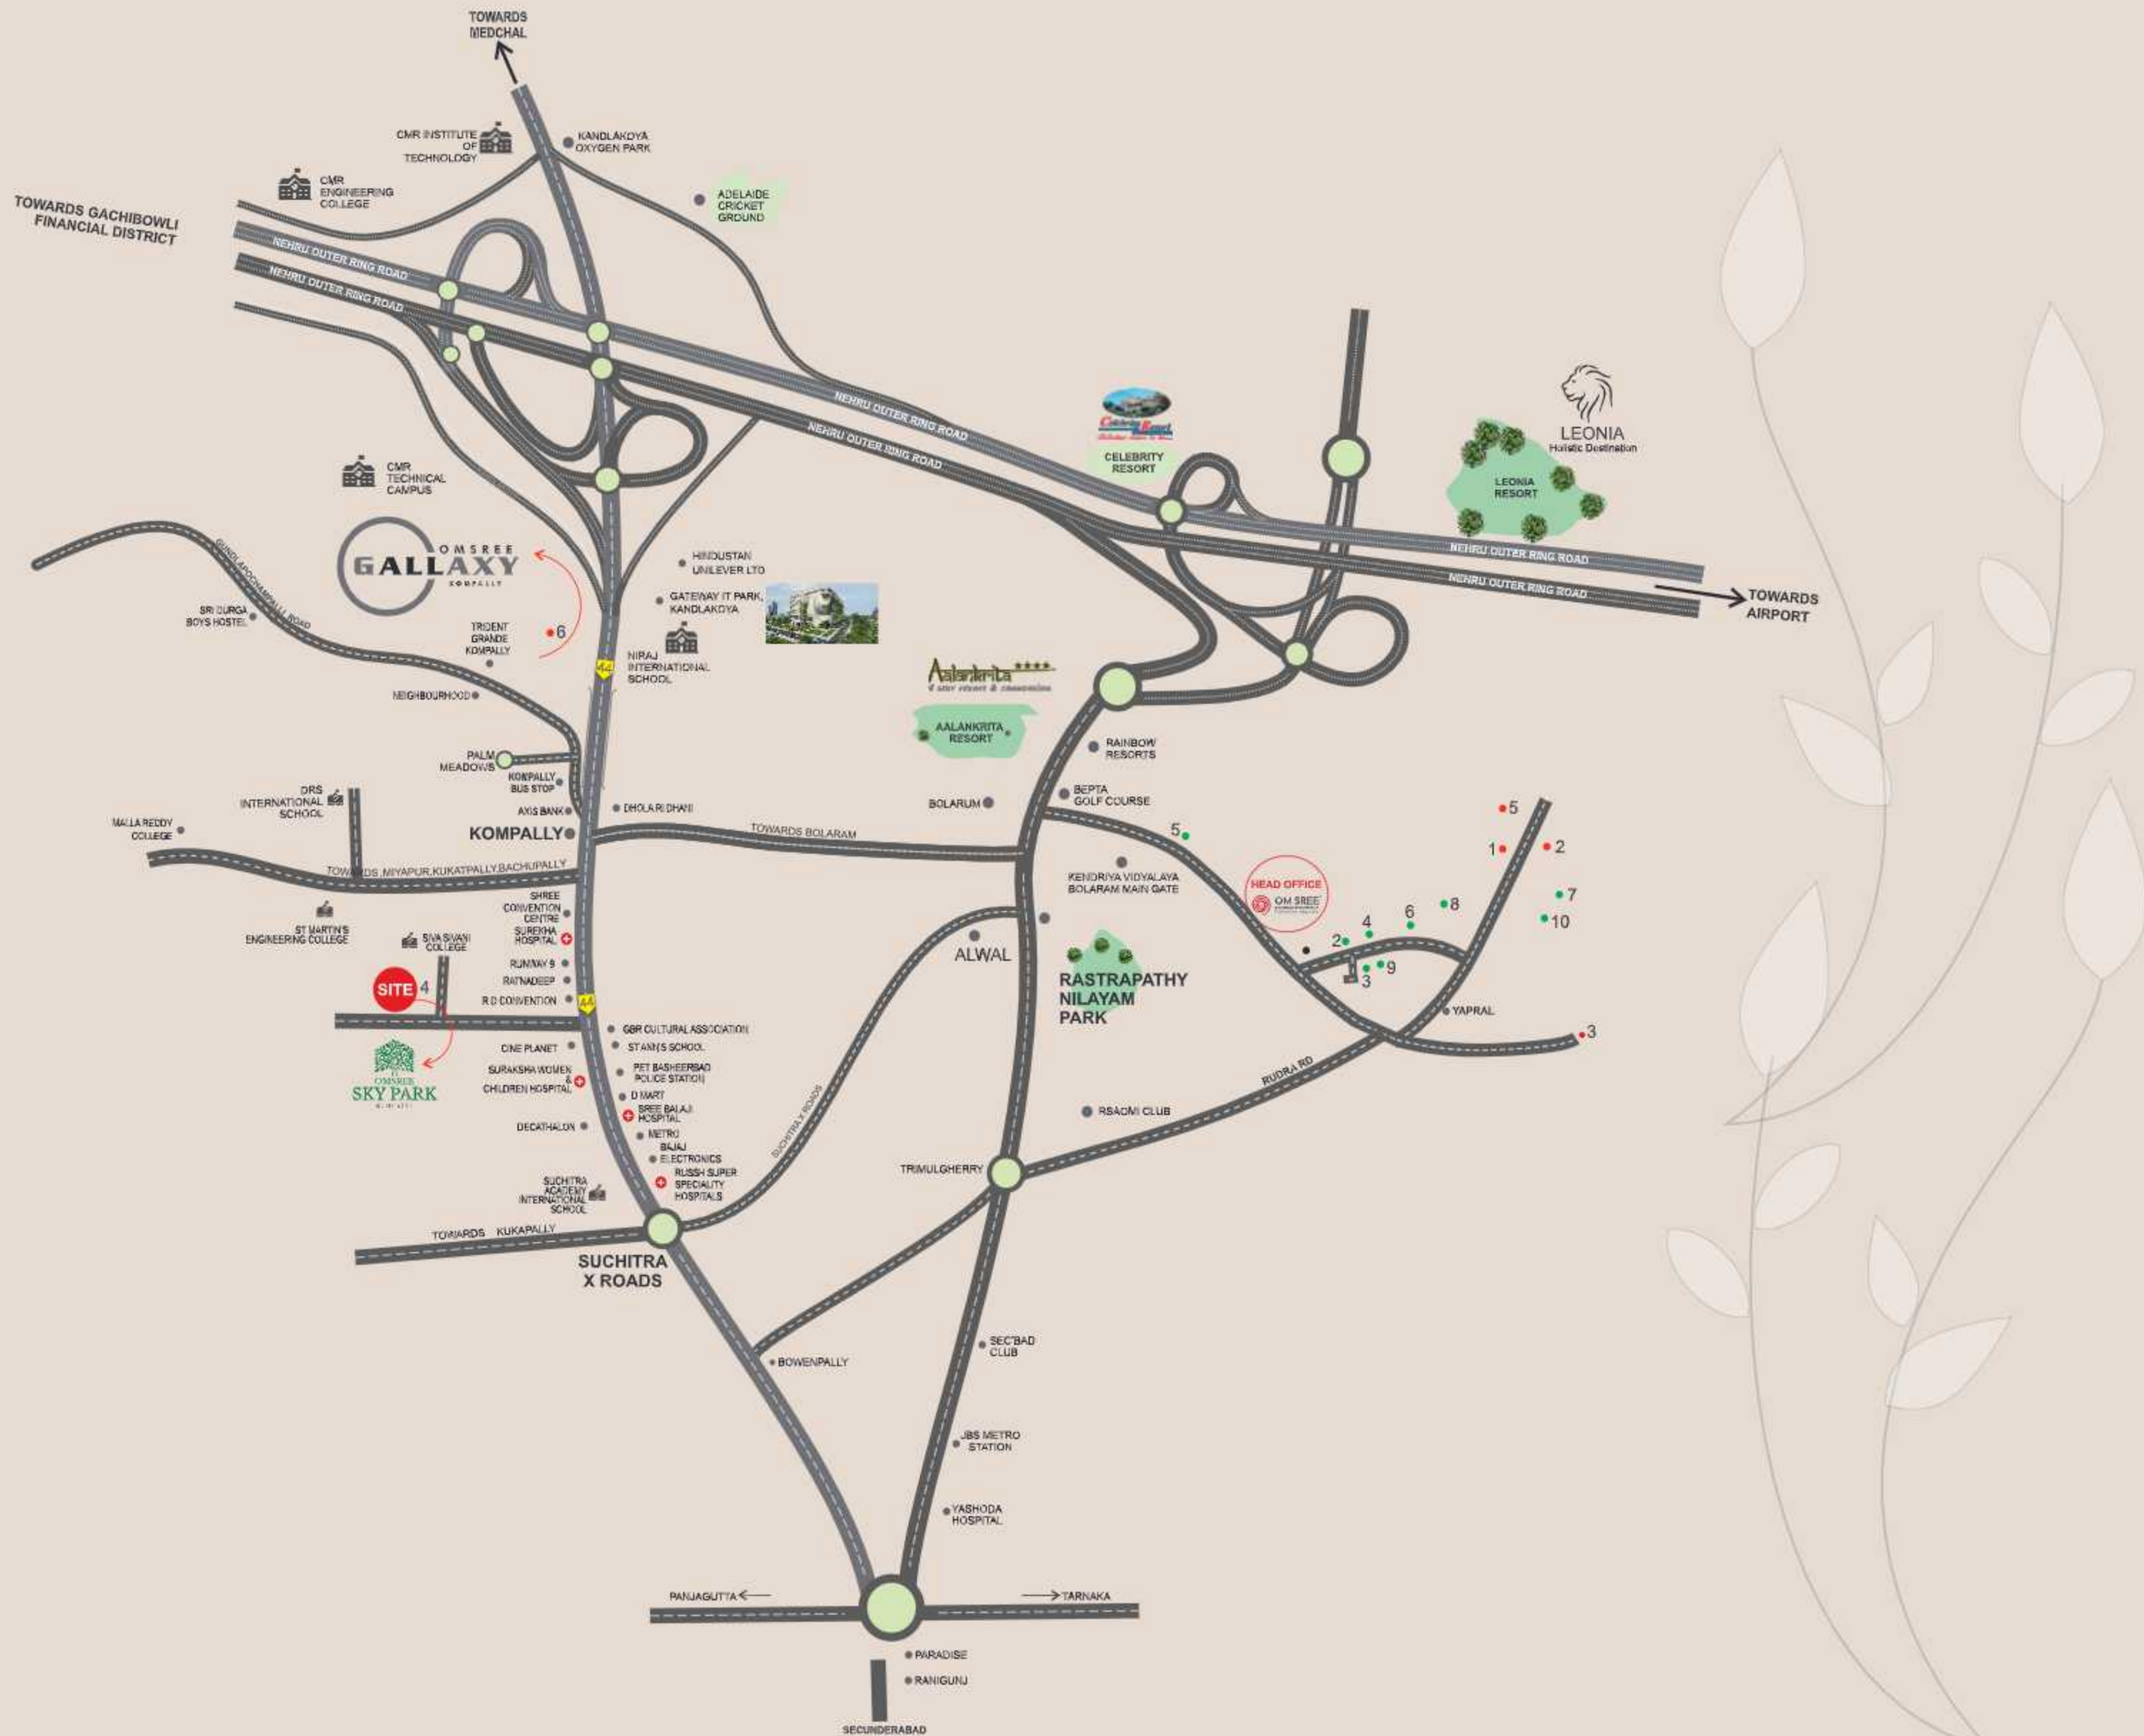 TOWARDS
MEDCHAL
CMR INSTITUTE
OF
TECHNOLOGY
KANDLAKOYA
OXYGEN PARK
CMR
ENGINEERING
COLLEGE
ADELAIDE
CRICKET
GROUND
TOWARDS GACHIBOWLI
FINANCIAL DISTRICT
NEHRU OUTER RING ROAD
NEHRU OUTER RING ROAD
NEHRU OUTER RING ROAD
NEHRU OUTER RING ROAD
CELEBRITY
RESORT
LEONIA
Holistic Destination
LEONIA
RESORT
NEHRU OUTER RING ROAD
NEHRU OUTER RING ROAD
TOWARDS
AIRPORT
CMR
TECHNICAL
CAMPUS
OMSREE
GALLAXY
KOMPALLY
HINDUSTAN
UNILEVER LTD
GATEWAY IT PARK,
KANDLAKOYA
GUNDLAPOCHAMPALLI ROAD
SRI DURGA
BOYS HOSTEL
TRIDENT
GRANDE
KOMPALLY
6
44
NIRAJ
INTERNATIONAL
SCHOOL
NEIGHBOURHOOD
Aalankrita
AALANKRITA
RESORT
RAINBOW
RESORTS
PALM
MEADOWS
KOMPALLY
BUS STOP
AXIS BANK
DHOLA RI DHANI
KOMPALLY
DRS
INTERNATIONAL
SCHOOL
MALLA REDDY
COLLEGE
TOWARDS BOLARAM
BOLARUM
BEPTA
GOLF COURSE
5
5
1
2
7
10
TOWARDS ,MIYAPUR,KUKATPALLY,BACHUPALLY
KENDRIYA VIDYALAYA
BOLARAM MAIN GATE
HEAD OFFICE
OM SREE
2
4
6
8
3
9
SHREE
CONVENTION
CENTRE
SUREKHA
HOSPITAL
ST MARTIN'S
ENGINEERING COLLEGE
SIVA SIVANI
COLLEGE
RUNWAY 9
RATNADEEP
R D CONVENTION
SITE 4
44
ALWAL
RASTRAPATHY
NILAYAM
PARK
YAPRAL
3
GBR CULTURAL ASSOCIATION
ST ANN'S SCHOOL
CINE PLANET
OMSREE
SKY PARK
SURAKSHA WOMEN
&
CHILDREN HOSPITAL
PET BASHEERBAD
POLICE STATION
D MART
SREE BALAJI
HOSPITAL
DECATHALON
METRO
BAJAJ
ELECTRONICS
RUSSH SUPER
SPECIALITY
HOSPITALS
SUCHITRA X ROADS
RUDRA RD
RSAOMI CLUB
TRIMULGHERRY
SUCHITRA
ACADEMY
INTERNATIONAL
SCHOOL
TOWARDS KUKAPALLY
SUCHITRA
X ROADS
BOWENPALLY
SEC'BAD
CLUB
JBS METRO
STATION
YASHODA
HOSPITAL
PANJAGUTTA
TARNAKA
PARADISE
RANIGUNJ
SECUNDERABAD